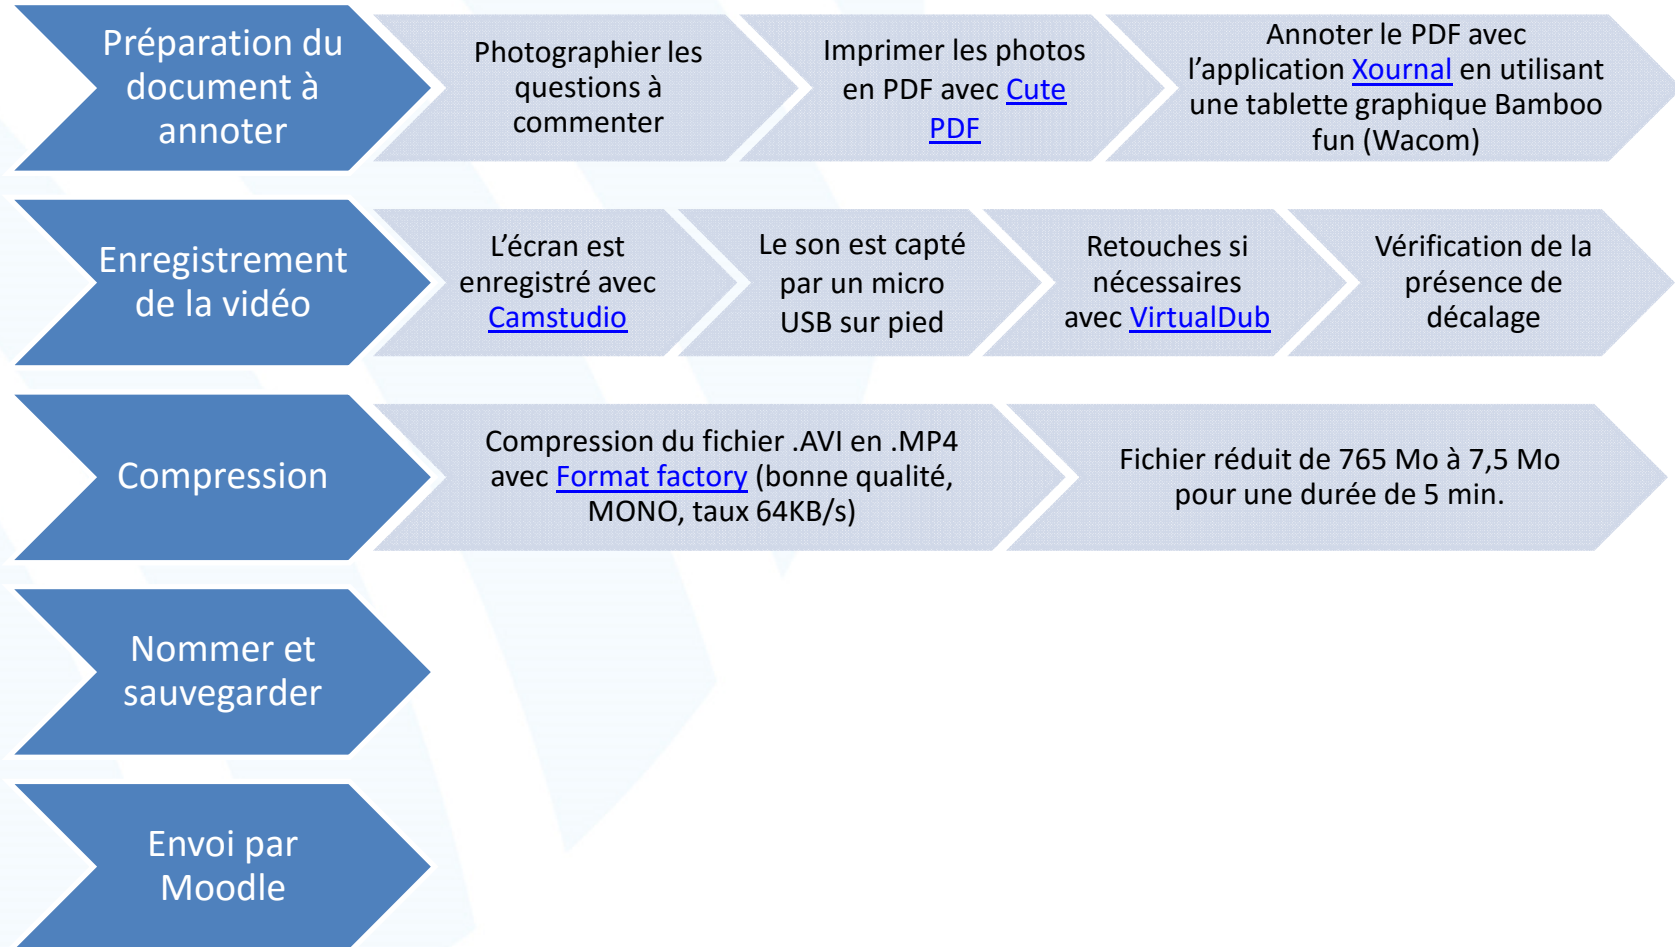 Préparation du
document à
annoter
Photographier les
questions à
commenter
Imprimer les photos
en PDF avec Cute
PDF
Annoter le PDF avec
l’application Xournal en utilisant
une tablette graphique Bamboo
fun (Wacom)
Enregistrement
de la vidéo
L’écran est
enregistré avec
Camstudio
Le son est capté
par un micro
USB sur pied
Retouches si
nécessaires
avec VirtualDub
Vérification de la
présence de
décalage
Compression
Compression du fichier .AVI en .MP4
avec Format factory (bonne qualité,
MONO, taux 64KB/s)
Fichier réduit de 765 Mo à 7,5 Mo
pour une durée de 5 min.
Nommer et
sauvegarder
Envoi par
Moodle